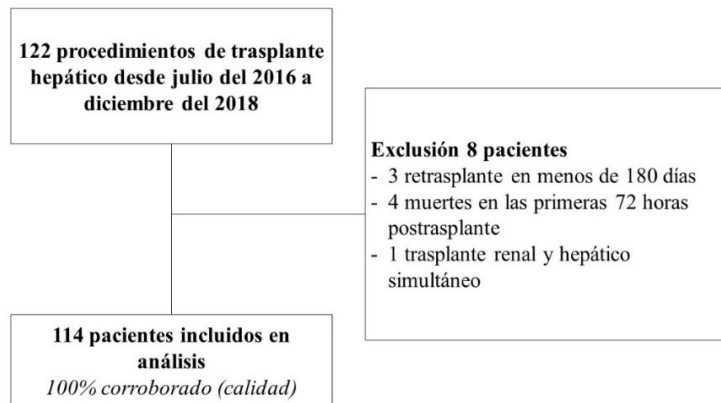 122 procedimientos de trasplante
hepático desde julio del 2016 a
diciembre del 2018
Exclusión 8 pacientes
- 3 retrasplante en menos de 180 días
- 4 muertes en las primeras 72 horas
postrasplante
- 1 trasplante renal y hepático
simultáneo
114 pacientes incluidos en
análisis
100% corroborado (calidad)